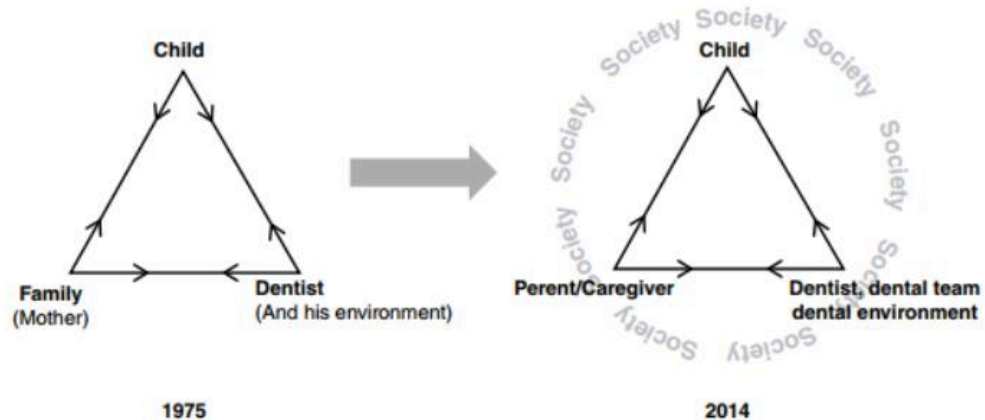 Child
Family
(Mother)
Dentist
(And his environment)
1975
Society Society Society Society Society Society Society Society Society
Child
Perent/Caregiver
Dentist, dental team
dental environment
2014